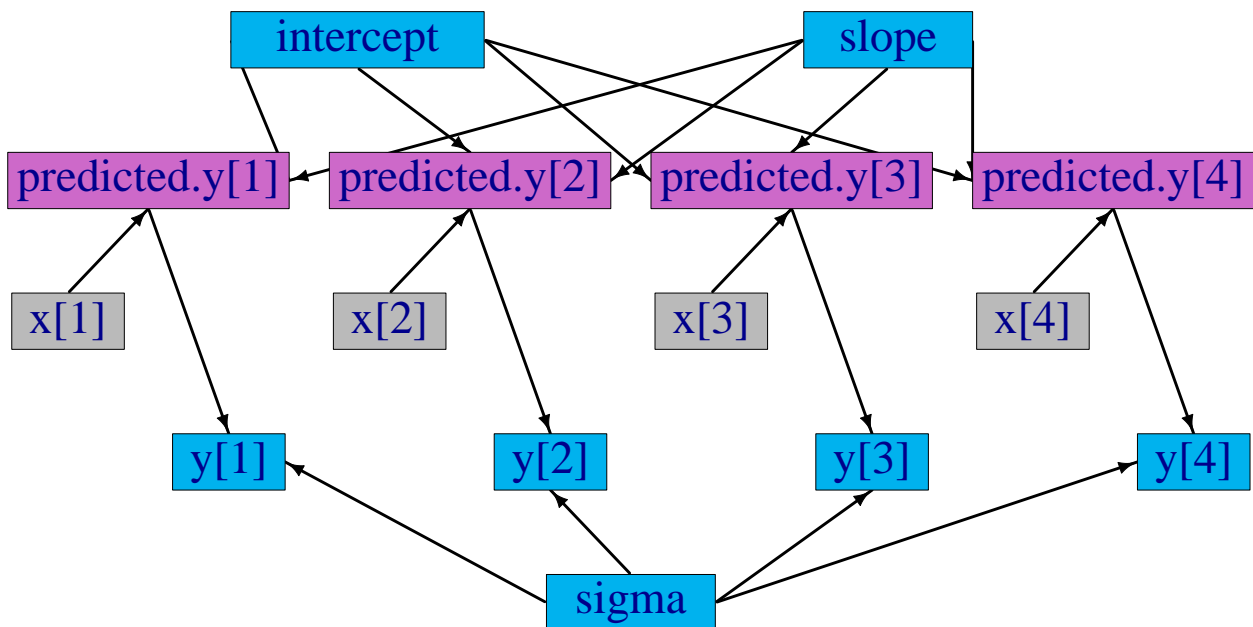 intercept
slope
predicted.y[1]
predicted.y[2]
predicted.y[3]
predicted.y[4]
x[1]
x[2]
x[3]
x[4]
y[1]
y[2]
y[3]
y[4]
sigma